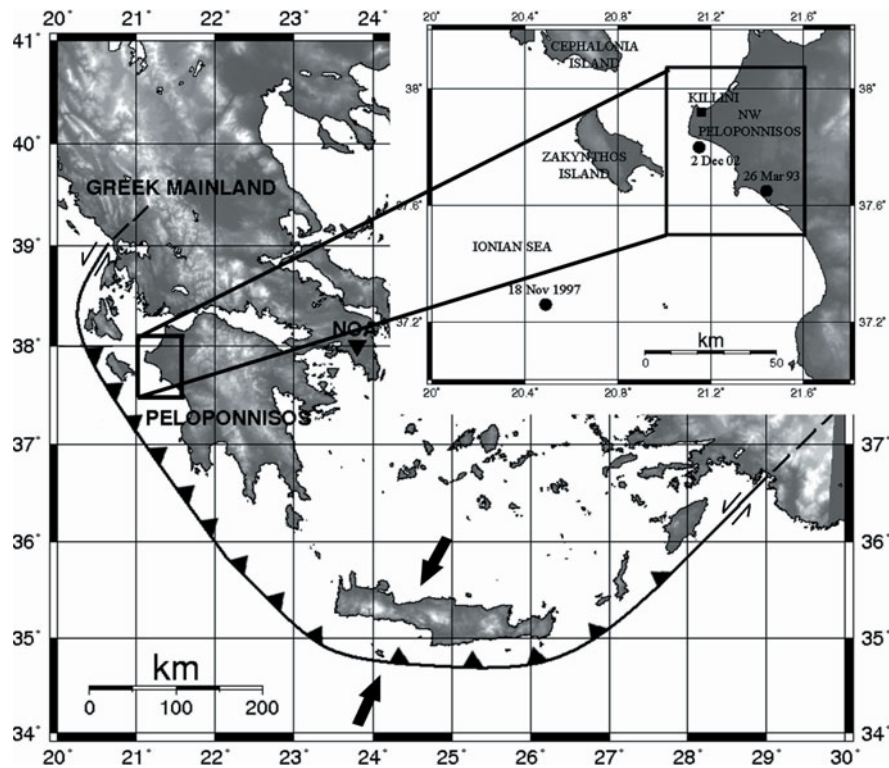 20° 21° 22° 23° 24°
41°
40°
39°
38°
37°
36°
35°
34°
GREEK MAINLAND
NOA
PELOPONNISOS
km
0 100 200
20° 21° 22° 23° 24° 25° 26° 27° 28° 29° 30°
37°
36°
35°
34°
20° 20.4° 20.8° 21.2° 21.6°
CEPHALONIA
ISLAND
38°
38°
KILLINI
NW
PELOPONNISOS
ZAKYNTHOS
ISLAND
2 Dec 02
26 Mar 93
37.6°
37.6°
IONIAN SEA
18 Nov 1997
37.2°
37.2°
km
0 50
20° 20.4° 20.8° 21.2° 21.6°